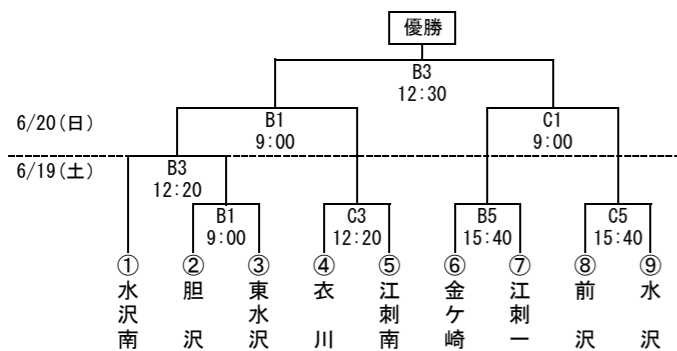 優勝
B3
12:30
6/20(日)
B1
9:00
C1
9:00
6/19(土)
B3
12:20
B1
9:00
C3
12:20
B5
15:40
C5
15:40
①水沢南
②胆沢
③東水沢
④衣川
⑤江刺南
⑥金ケ崎
⑦江刺一
⑧前沢
⑨水沢